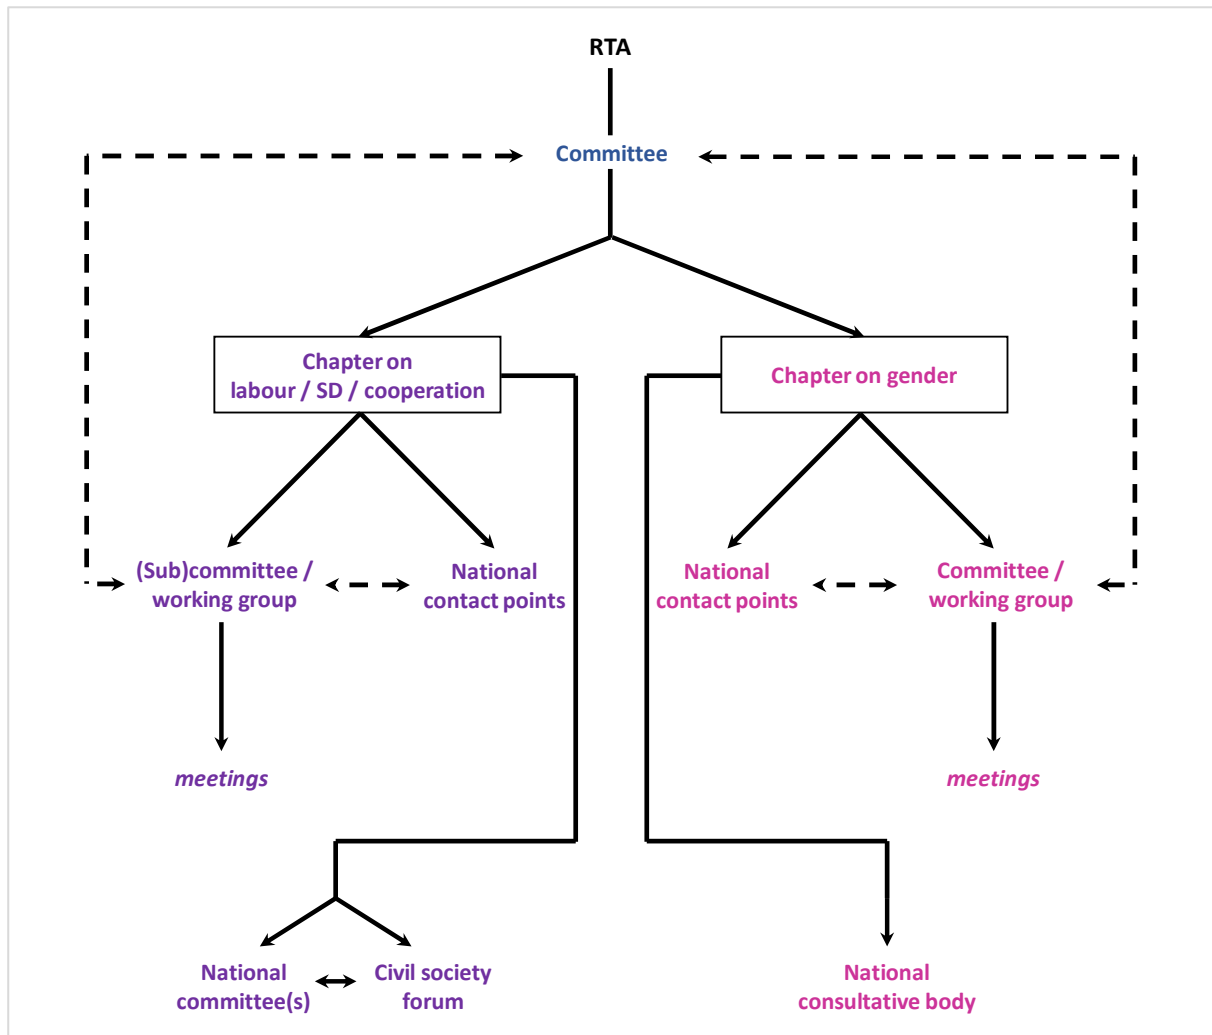 RTA
Committee
Chapter on
labour / SD / cooperation
Chapter on gender
(Sub)committee /
working group
National
contact points
National
contact points
Committee /
working group
meetings
meetings
National
committee(s)
Civil society
forum
National
consultative body